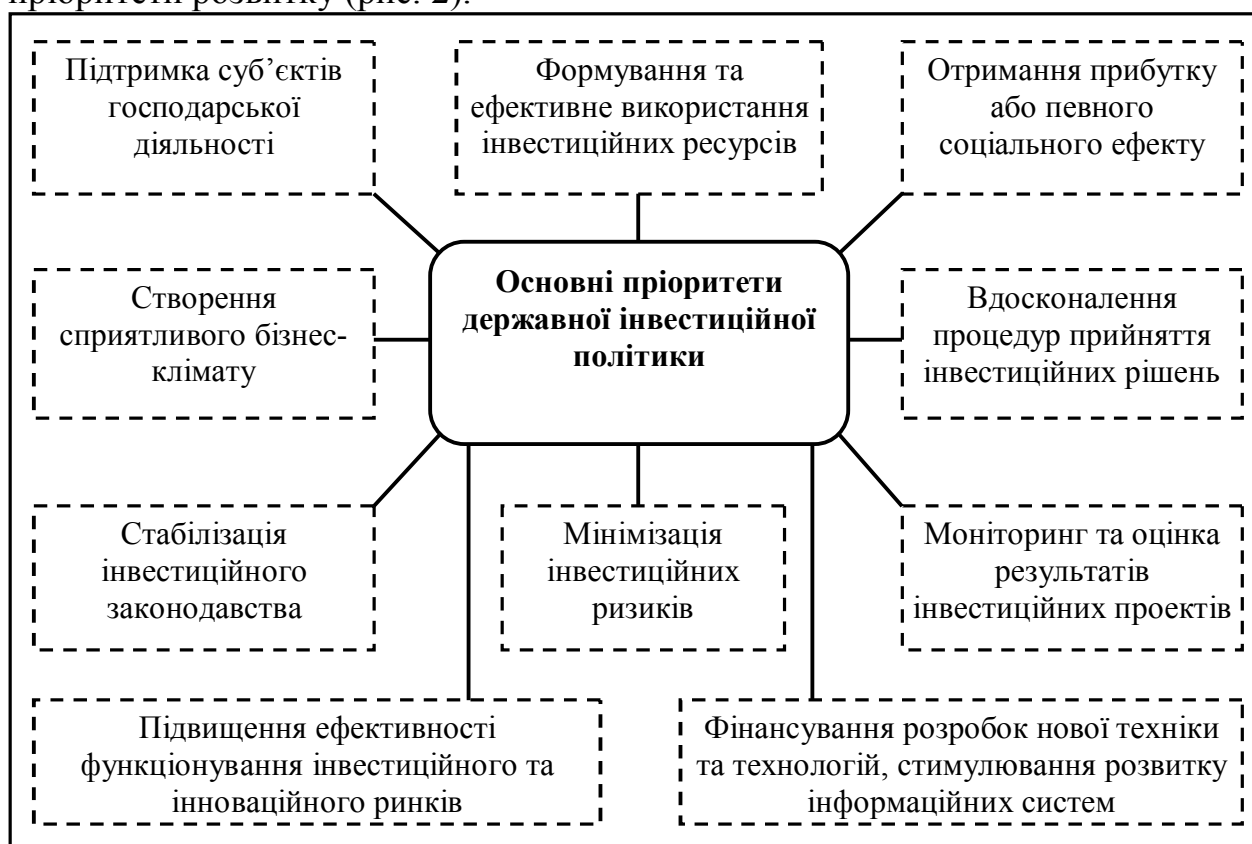 пріоритети розвитку (рис. 2).
Підтримка суб’єктів
господарської
діяльності
Формування та
ефективне використання
інвестиційних ресурсів
Отримання прибутку
або певного
соціального ефекту
Основні пріоритети
державної інвестиційної
політики
Створення
сприятливого бізнес-
клімату
Вдосконалення
процедур прийняття
інвестиційних рішень
Стабілізація
інвестиційного
законодавства
Мінімізація
інвестиційних
ризиків
Моніторинг та оцінка
результатів
інвестиційних проектів
Підвищення ефективності
функціонування інвестиційного та
інноваційного ринків
Фінансування розробок нової техніки
та технологій, стимулювання розвитку
інформаційних систем